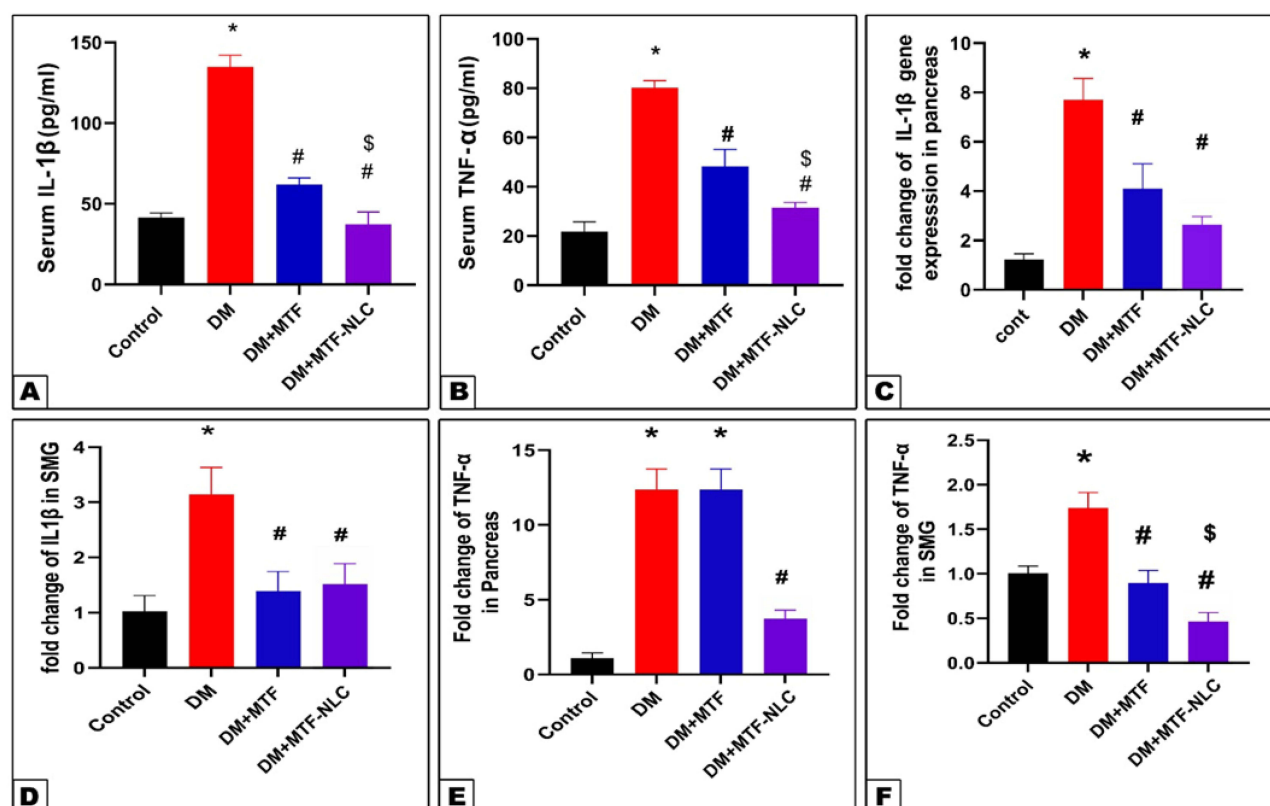 Serum IL-1β (pg/ml)
150
100
50
0
*
#
$
#
Control
DM
DM+MTF
DM+MTF-NLC
A
Serum TNF-α (pg/ml)
100
80
60
40
20
0
*
#
$
#
Control
DM
DM+MTF
DM+MTF-NLC
B
fold change of IL-1β gene
expresssion in pancreas
10
8
6
4
2
0
*
#
#
cont
DM
DM+MTF
DM+MTF-NLC
C
fold change of IL1β in SMG
4
3
2
1
0
*
#
#
Control
DM
DM+MTF
DM+MTF-NLC
D
Fold change of TNF-α
in Pancreas
15
10
5
0
*
*
#
Control
DM
DM+MTF
DM+MTF-NLC
E
Fold change of TNF-α
in SMG
2.5
2.0
1.5
1.0
0.5
0.0
*
#
$
#
Control
DM
DM+MTF
DM+MTF-NLC
F